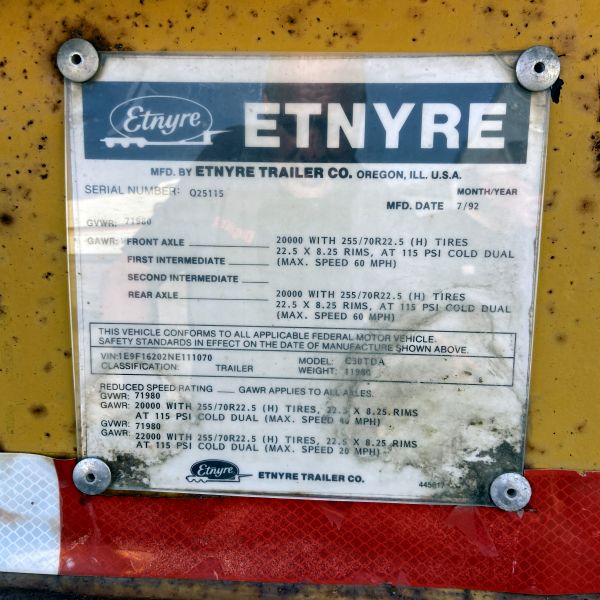 Etnyre ETNYRE
MFD. BY ETNYRE TRAILER CO. OREGON, ILL. U.S.A.
SERIAL NUMBER: Q25115 MONTH/YEAR
MFD. DATE 7/92
GVWR: 71980
GAWR: FRONT AXLE 20000 WITH 255/70R22.5 (H) TIRES
22.5 X 8.25 RIMS, AT 115 PSI COLD DUAL
FIRST INTERMEDIATE (MAX. SPEED 60 MPH)
SECOND INTERMEDIATE
REAR AXLE 20000 WITH 255/70R22.5 (H) TIRES
22.5 X 8.25 RIMS, AT 115 PSI COLD DUAL
(MAX. SPEED 60 MPH)
THIS VEHICLE CONFORMS TO ALL APPLICABLE FEDERAL MOTOR VEHICLE
SAFETY STANDARDS IN EFFECT ON THE DATE OF MANUFACTURE SHOWN ABOVE.
VIN:1E9F16202NE111070 MODEL: C30TDA
CLASSIFICATION: TRAILER WEIGHT: 11980
REDUCED SPEED RATING GAWR APPLIES TO ALL AXLES.
GVWR: 71980
GAWR: 20000 WITH 255/70R22.5 (H) TIRES, 22.5 X 8.25 RIMS
AT 115 PSI COLD DUAL (MAX. SPEED 40 MPH)
GVWR: 71980
GAWR: 22000 WITH 255/70R22.5 (H) TIRES, 22.5 X 8.25 RIMS
AT 115 PSI COLD DUAL (MAX. SPEED 20 MPH)
Etnyre ETNYRE TRAILER CO.